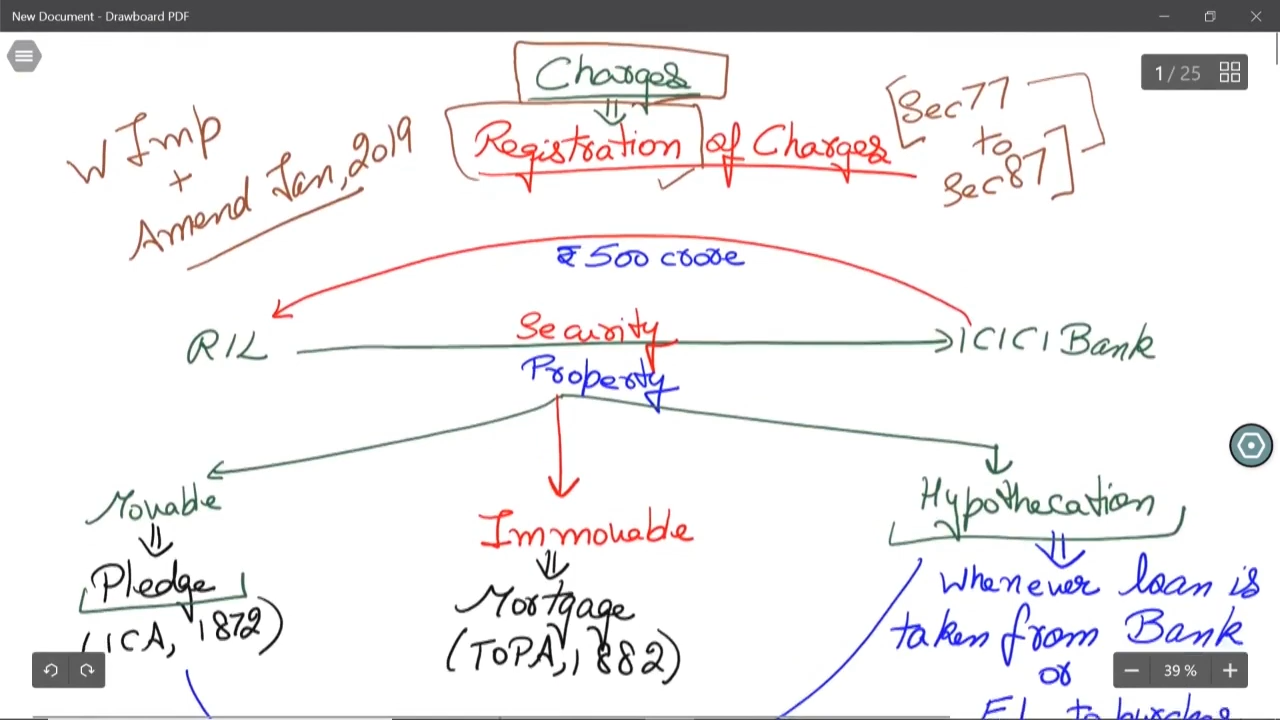 New Document - Drawboard PDF
1 / 25
Charges
Registration of Charges
Sec 77
to
Sec 87
Imp
+
Amend Jan, 2019
₹ 500 crore
RIL
Security
Property
ICICI Bank
Movable
Pledge
(ICA, 1872)
Immovable
Mortgage
(TOPA, 1882)
Hypothecation
Whenever loan is
taken from Bank
or
39 %